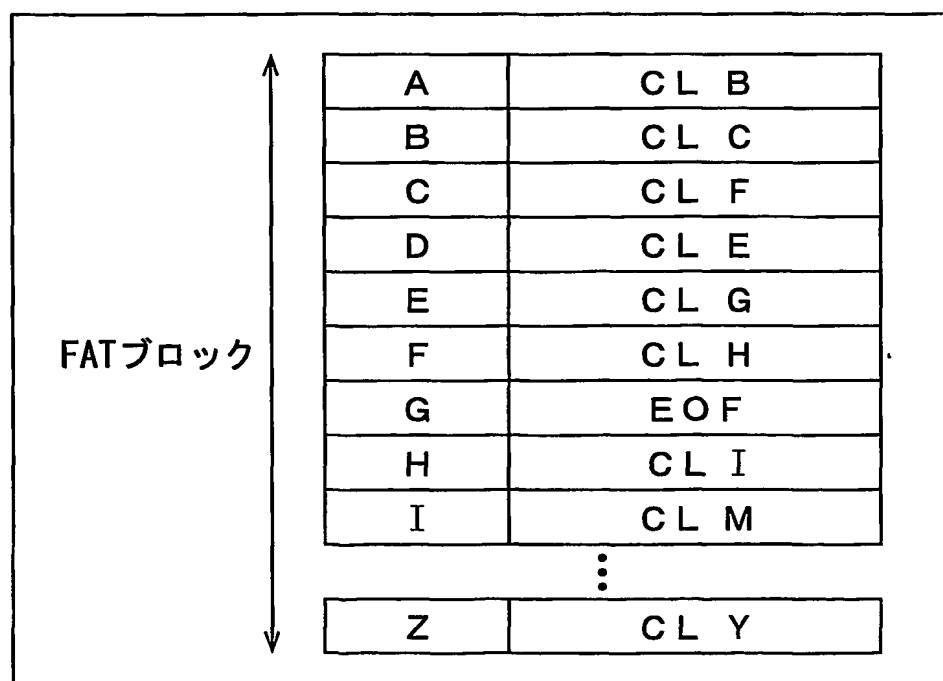 A CL B
B CL C
C CL F
D CL E
E CL G
FATブロック F CL H
G EOF
H CL I
I CL M
Z CL Y